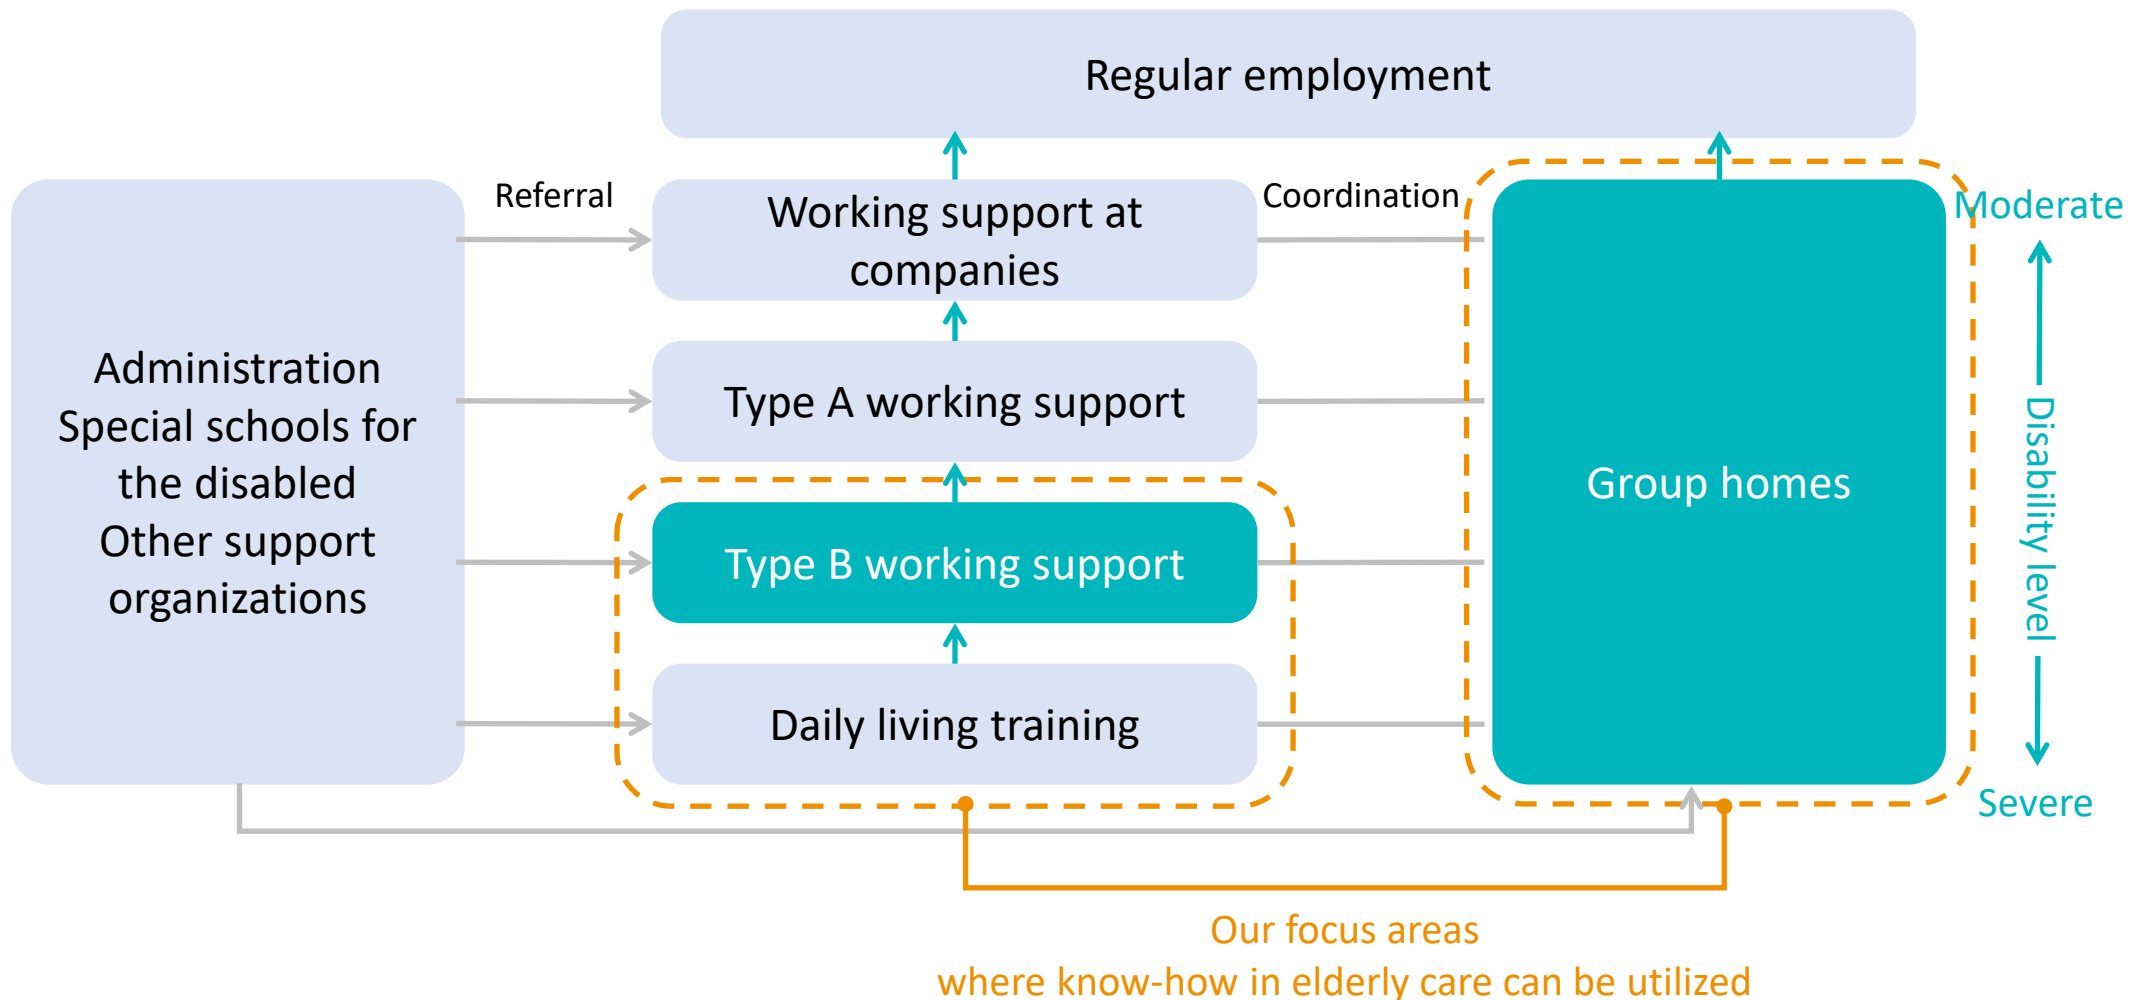 Regular employment
Administration
Special schools for
the disabled
Other support
organizations
Referral
Working support at
companies
Coordination
Type A working support
Type B working support
Daily living training
Group homes
Moderate
Disability level
Severe
Our focus areas
where know-how in elderly care can be utilized